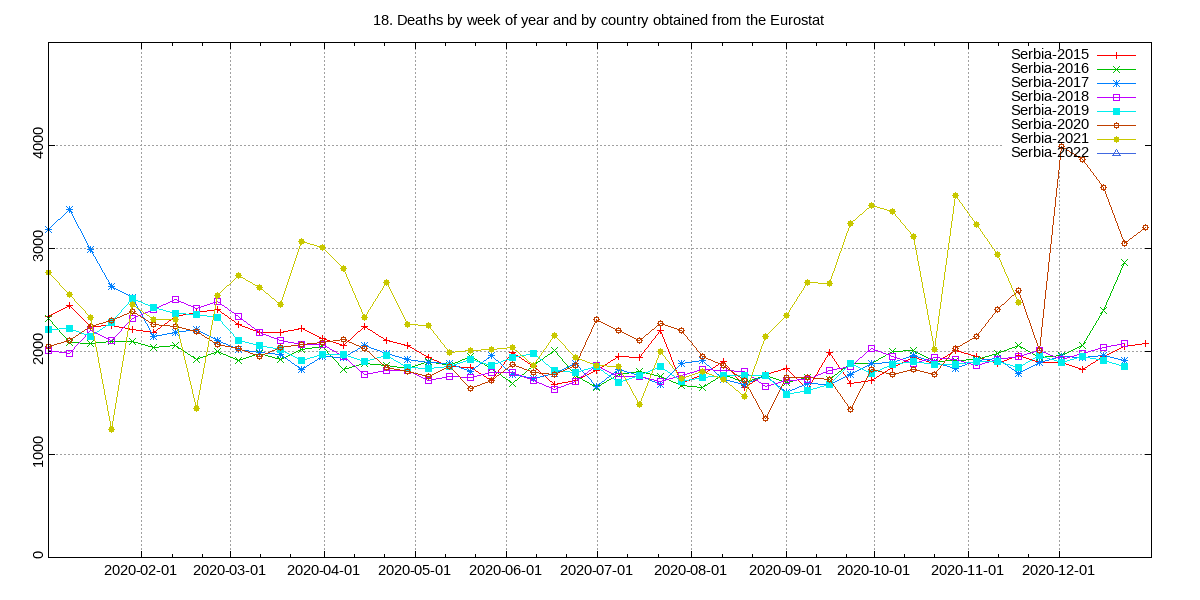 18. Deaths by week of year and by country obtained from the Eurostat
Serbia-2015
Serbia-2016
Serbia-2017
Serbia-2018
Serbia-2019
Serbia-2020
Serbia-2021
Serbia-2022
4000
3000
2000
1000
0
2020-02-01 2020-03-01 2020-04-01 2020-05-01 2020-06-01 2020-07-01 2020-08-01 2020-09-01 2020-10-01 2020-11-01 2020-12-01